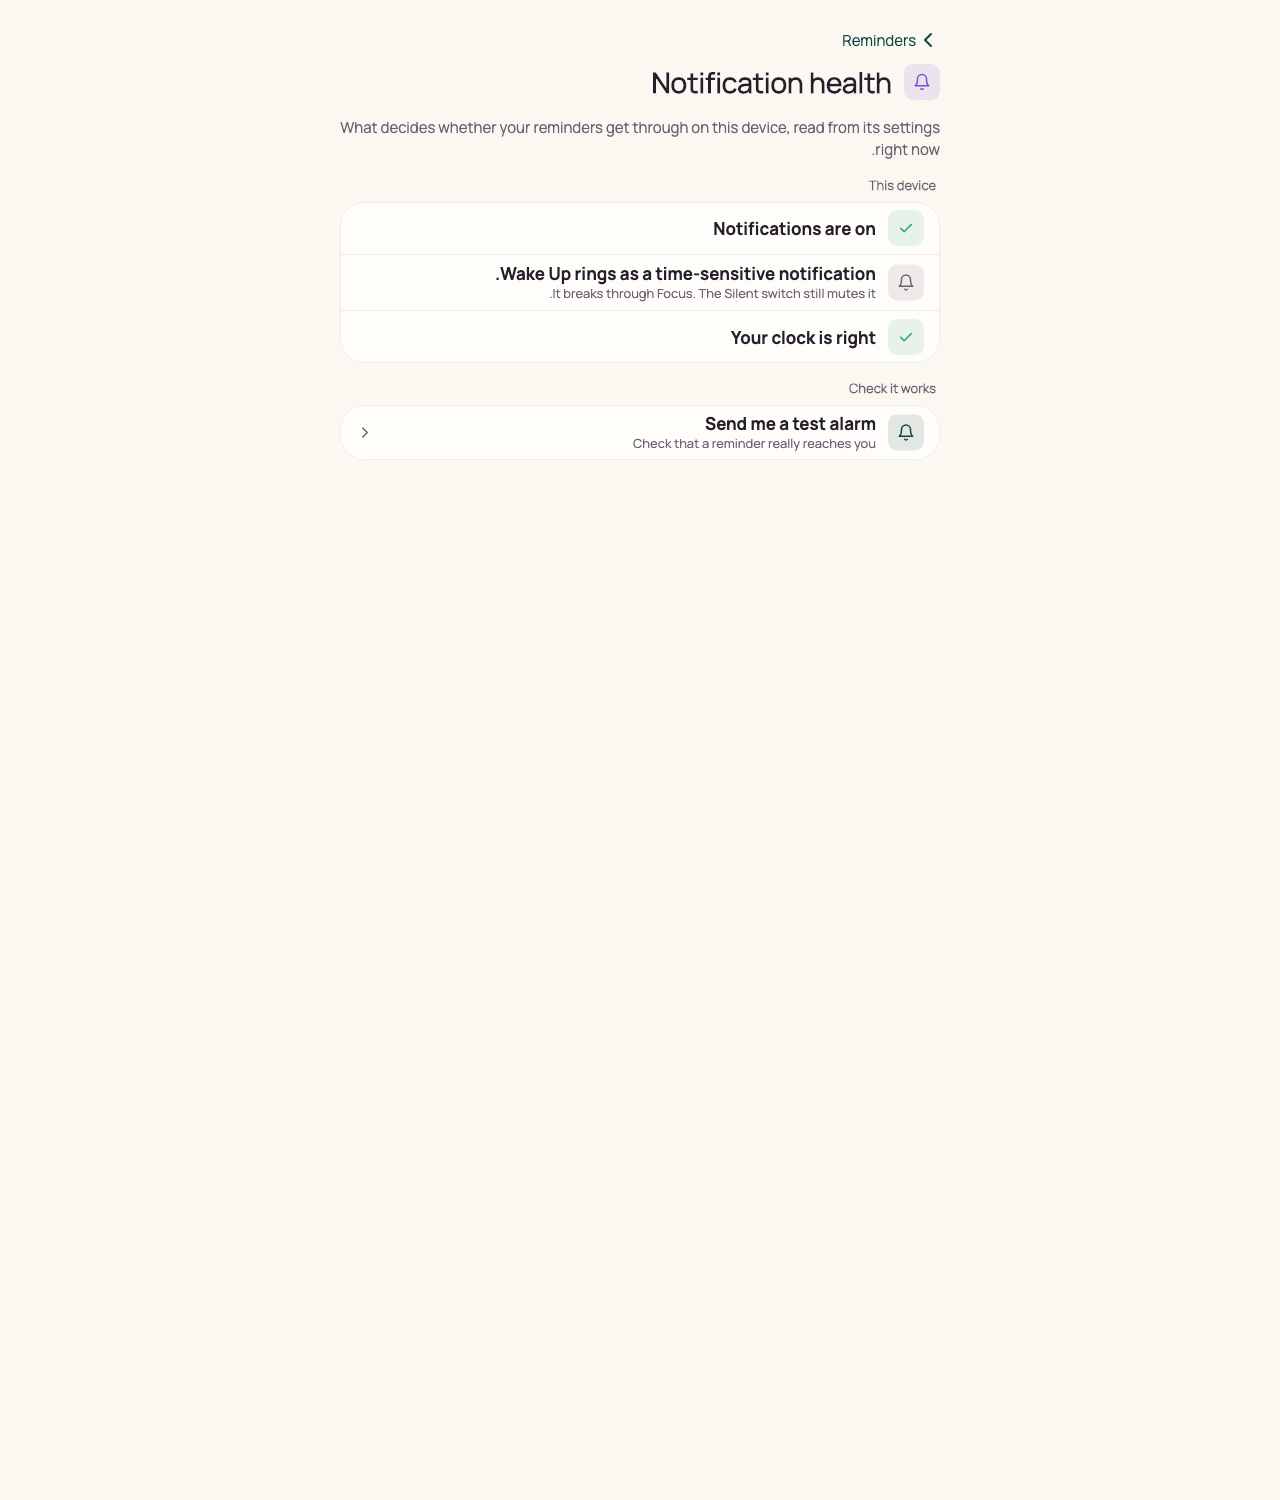 Reminders
Notification health
What decides whether your reminders get through on this device, read from its settings
.right now
This device
Notifications are on
.Wake Up rings as a time-sensitive notification
.It breaks through Focus. The Silent switch still mutes it
Your clock is right
Check it works
Send me a test alarm
Check that a reminder really reaches you